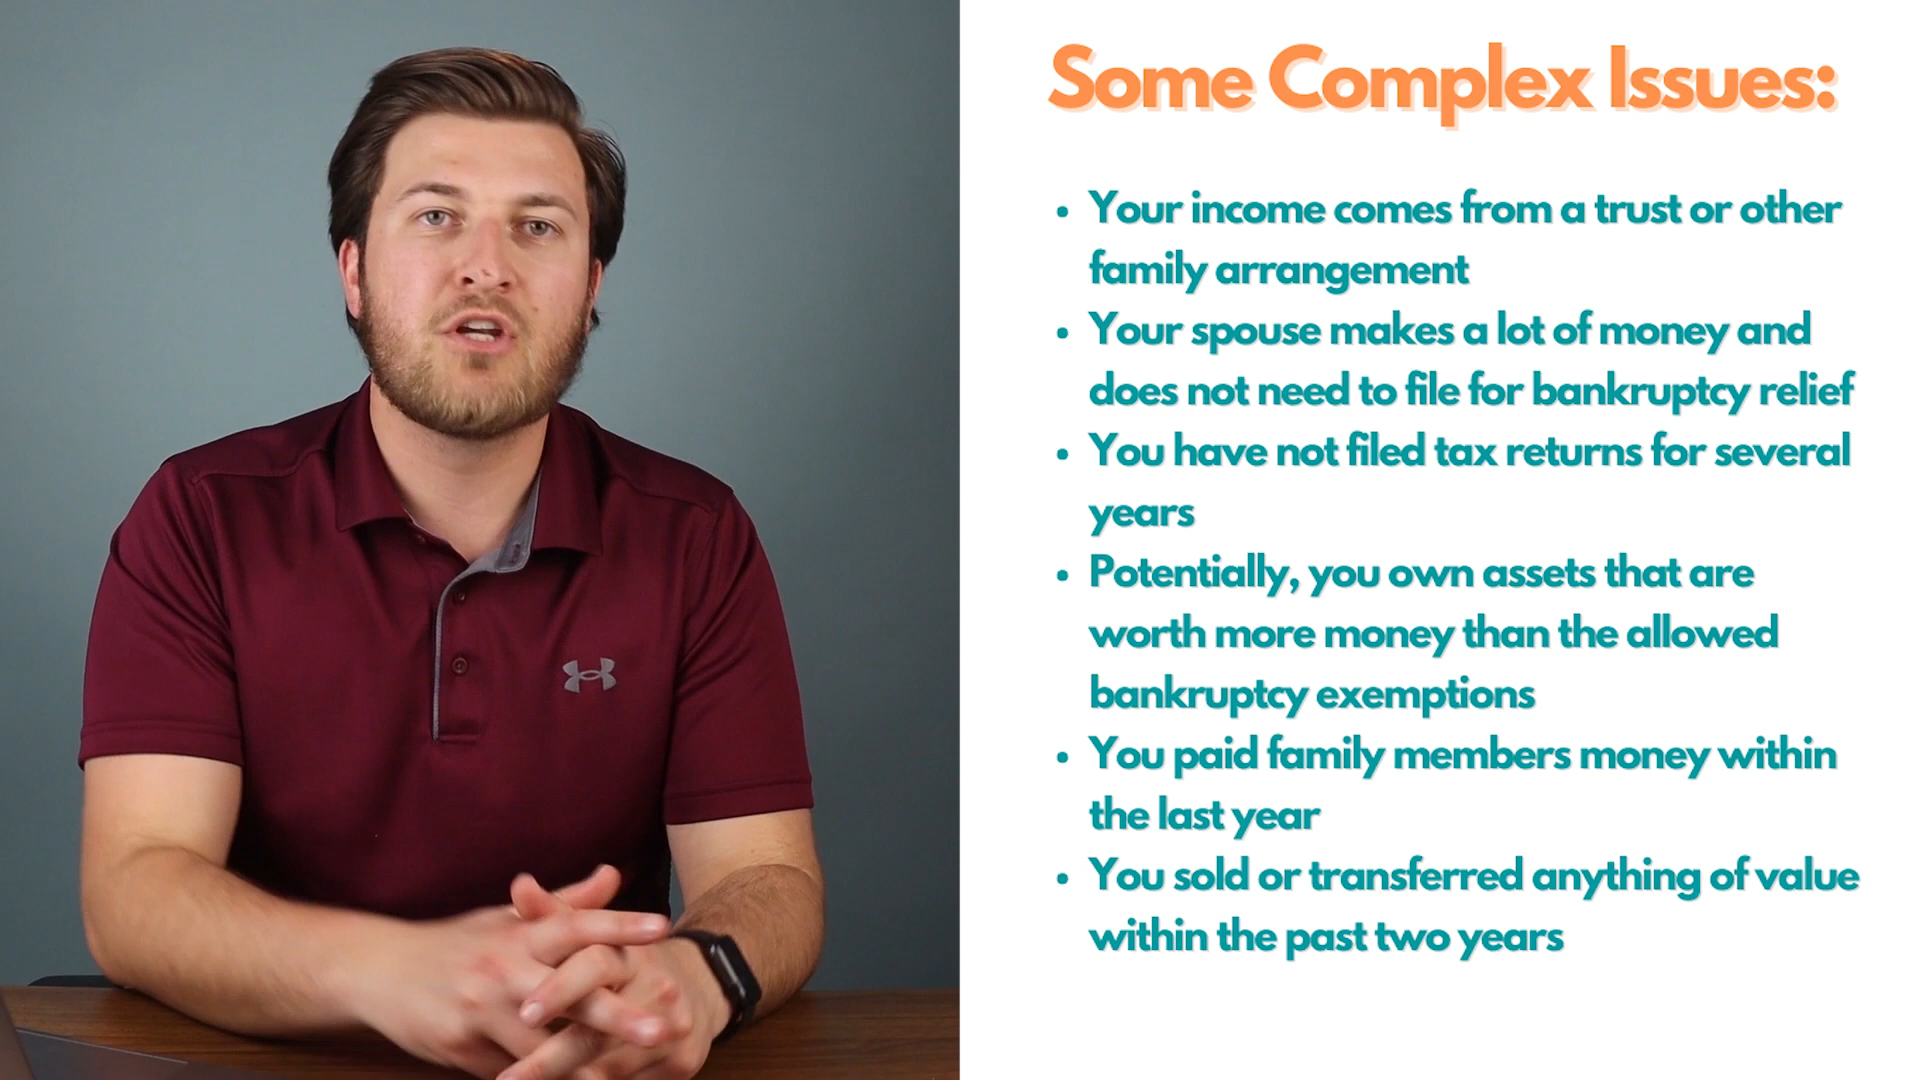 Some Complex Issues:
• Your income comes from a trust or other
family arrangement
• Your spouse makes a lot of money and
does not need to file for bankruptcy relief
• You have not filed tax returns for several
years
• Potentially, you own assets that are
worth more money than the allowed
bankruptcy exemptions
• You paid family members money within
the last year
• You sold or transferred anything of value
within the past two years